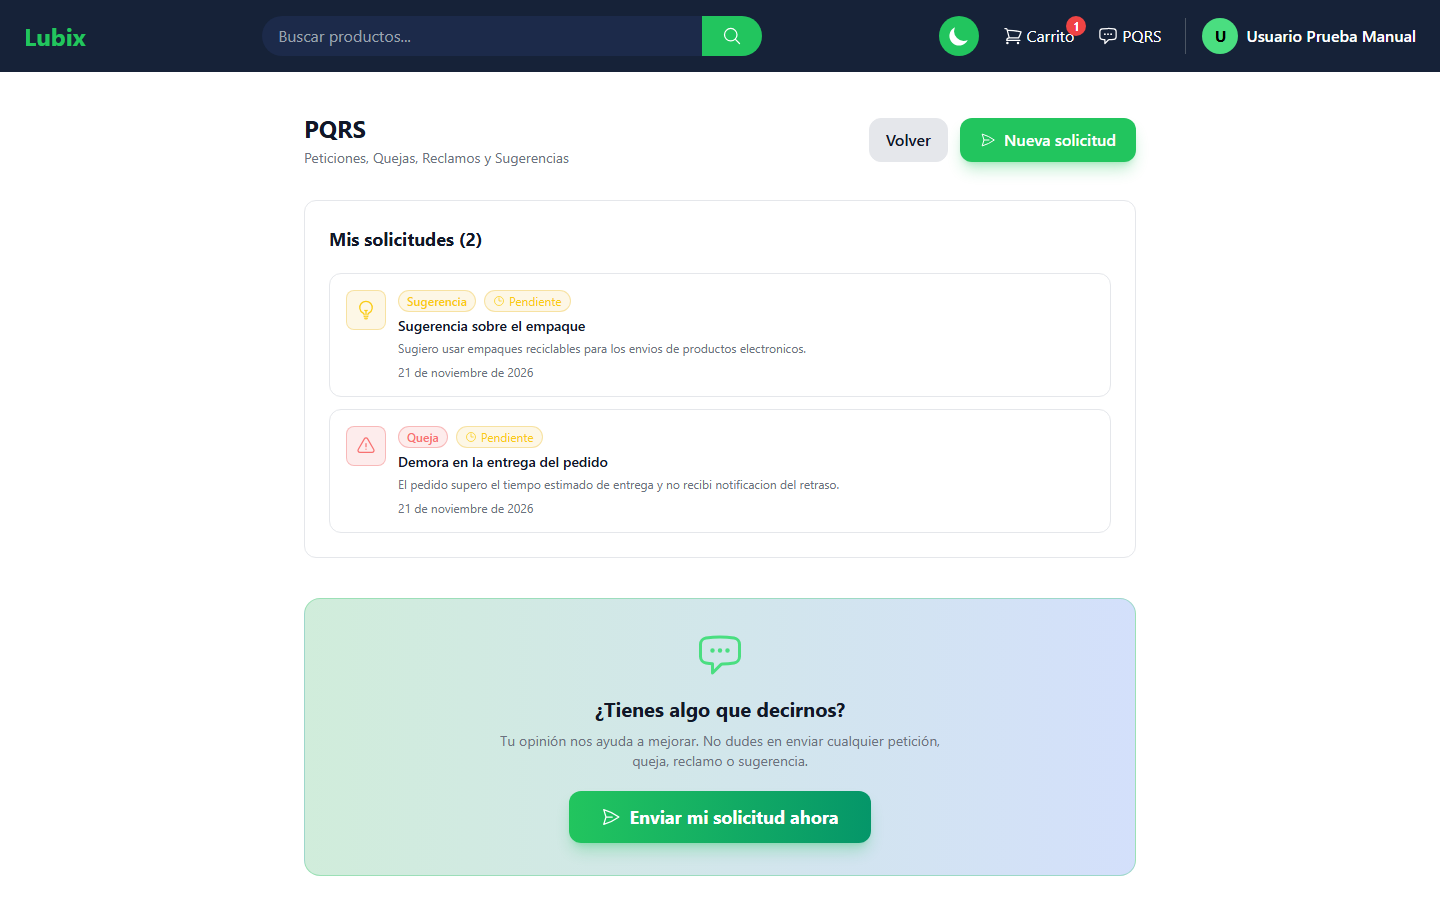 Lubix
Buscar productos...
Carrito
1
PQRS
U
Usuario Prueba Manual
PQRS
Peticiones, Quejas, Reclamos y Sugerencias
Volver
Nueva solicitud
Mis solicitudes (2)
Sugerencia
Pendiente
Sugerencia sobre el empaque
Sugiero usar empaques reciclables para los envios de productos electronicos.
21 de noviembre de 2026
Queja
Pendiente
Demora en la entrega del pedido
El pedido supero el tiempo estimado de entrega y no recibi notificacion del retraso.
21 de noviembre de 2026
¿Tienes algo que decirnos?
Tu opinión nos ayuda a mejorar. No dudes en enviar cualquier petición,
queja, reclamo o sugerencia.
Enviar mi solicitud ahora